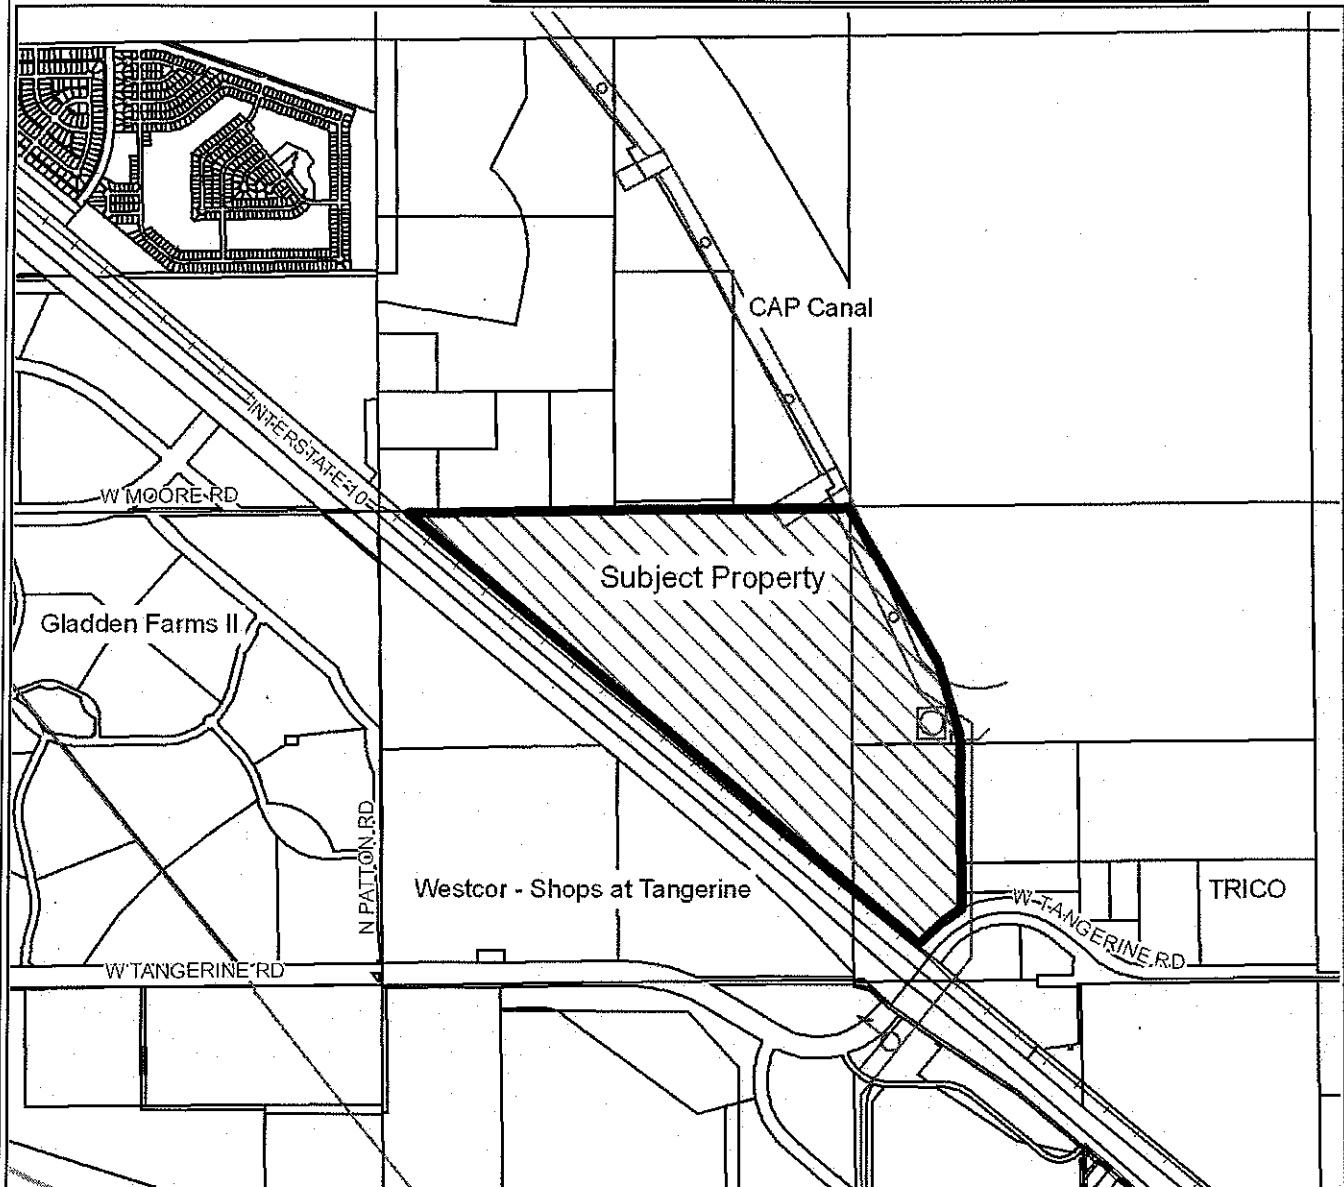 CAP Canal
INTERSTATE 10
W MOORE RD
Subject Property
Gladden Farms II
N PATTON RD
Westcor - Shops at Tangerine
TRICO
W TANGERINE RD
W TANGERINE RD